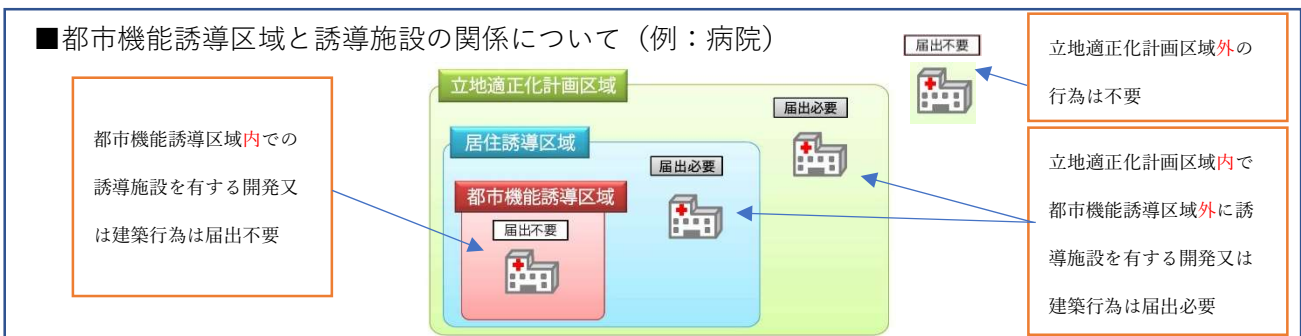 ■都市機能誘導区域と誘導施設の関係について（例：病院）
都市機能誘導区域内での
誘導施設を有する開発又
は建築行為は届出不要
立地適正化計画区域
居住誘導区域
都市機能誘導区域
届出不要
届出必要
届出必要
届出不要
立地適正化計画区域外の
行為は不要
立地適正化計画区域内で
都市機能誘導区域外に誘
導施設を有する開発又は
建築行為は届出必要